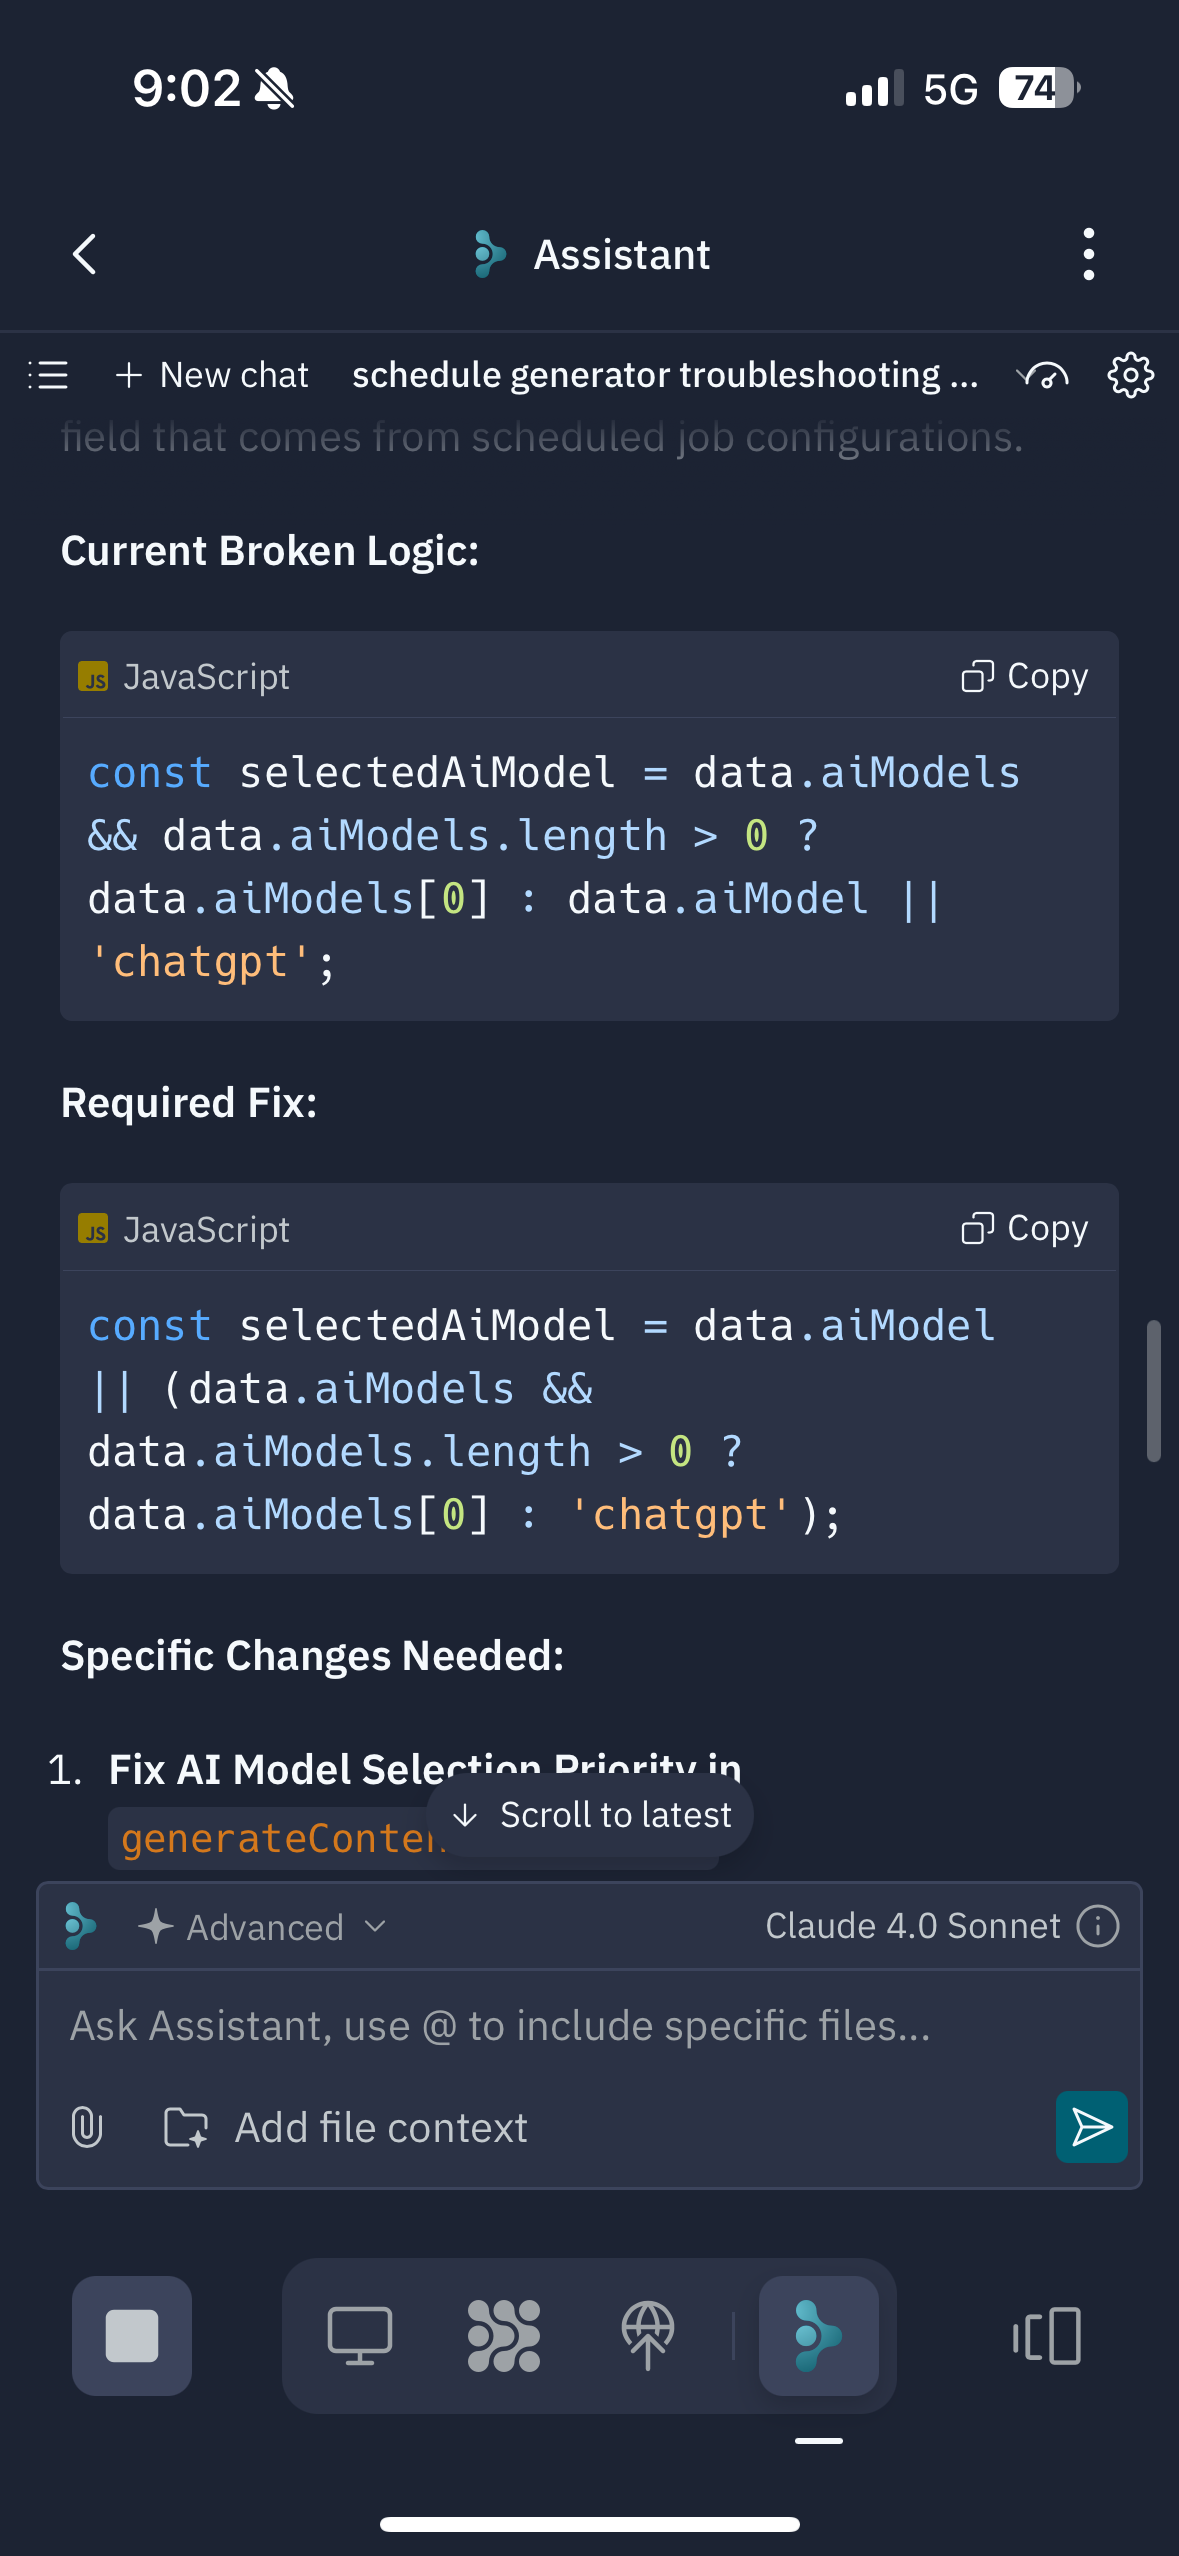 9:02
5G
74
Assistant
New chat
schedule generator troubleshooting ...
field that comes from scheduled job configurations.
Current Broken Logic:
JS JavaScript
Copy
const selectedAiModel = data.aiModels
&& data.aiModels.length > 0 ?
data.aiModels[0] : data.aiModel ||
'chatgpt';
Required Fix:
JS JavaScript
Copy
const selectedAiModel = data.aiModel
|| (data.aiModels &&
data.aiModels.length > 0 ?
data.aiModels[0] : 'chatgpt');
Specific Changes Needed:
1. Fix AI Model Selection Priority in
Scroll to latest
Advanced
Claude 4.0 Sonnet
Ask Assistant, use @ to include specific files...
Add file context